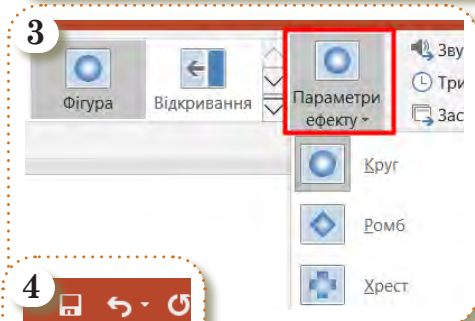 3
Зву
Три
Зас
Фігура
Відкривання
Параметри
ефекту
Круг
Ромб
Хрест
4